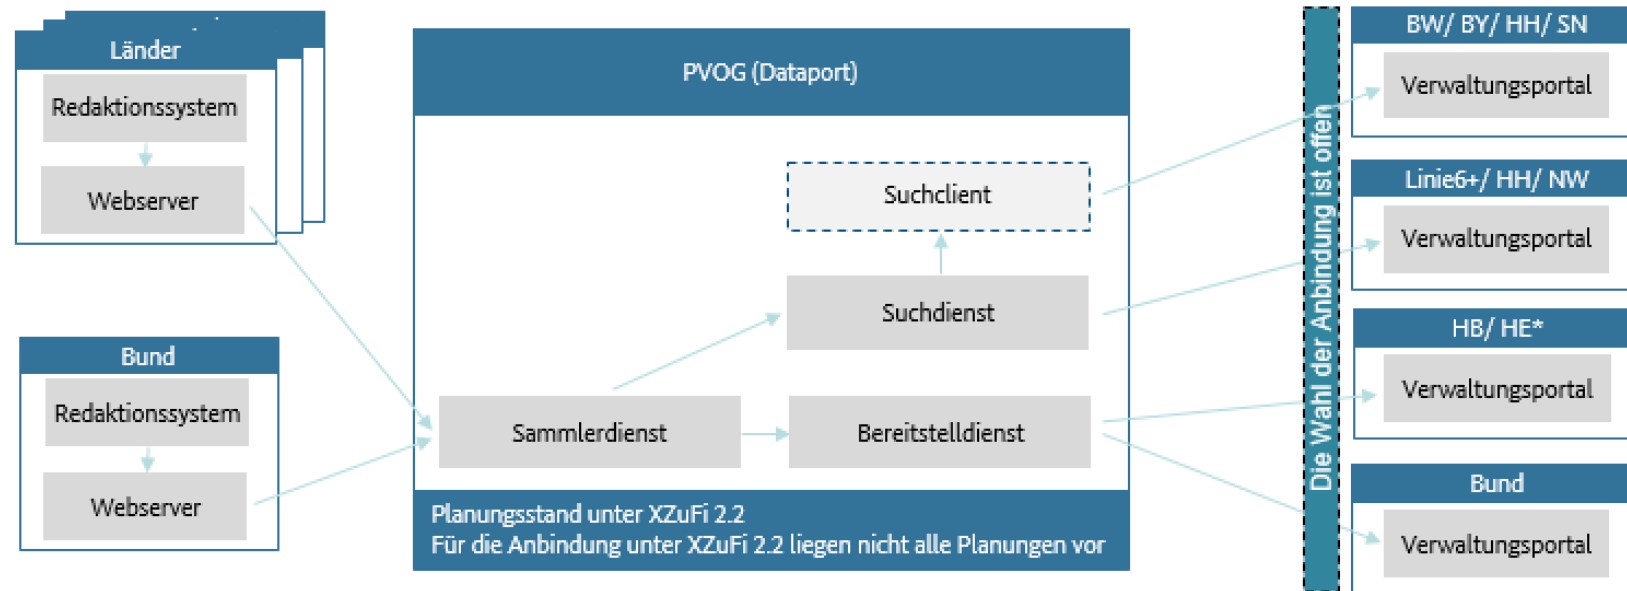 Länder
Redaktionssystem
Webserver
Bund
Redaktionssystem
Webserver
PVOG (Dataport)
Suchclient
Suchdienst
Sammlerdienst
Bereitstelldienst
Planungsstand unter XZuFi 2.2
Für die Anbindung unter XZuFi 2.2 liegen nicht alle Planungen vor
Die Wahl der Anbindung ist offen
BW/ BY/ HH/ SN
Verwaltungsportal
Linie6+/ HH/ NW
Verwaltungsportal
HB/ HE*
Verwaltungsportal
Bund
Verwaltungsportal